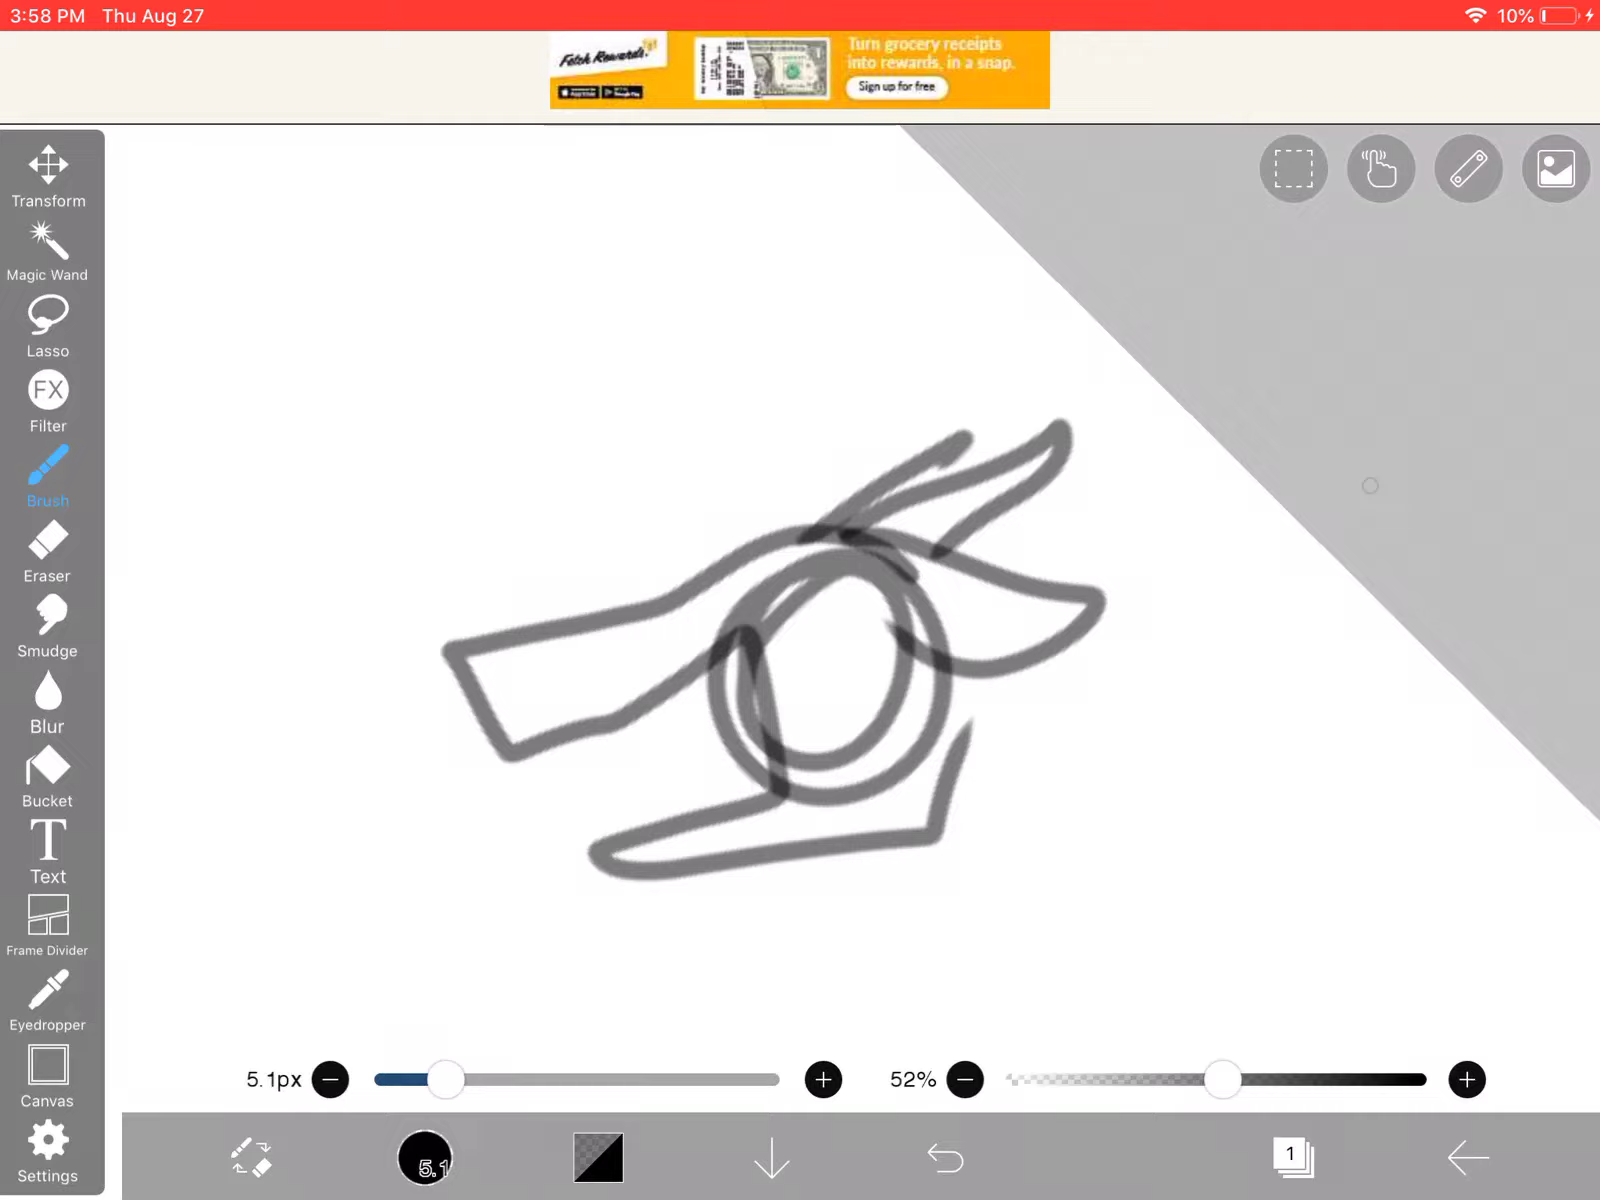 3:58 PM Thu Aug 27
10%
Fetch Rewards.
Turn grocery receipts
into rewards, in a snap.
Sign up for free
Transform
Magic Wand
Lasso
FX
Filter
Brush
Eraser
Smudge
Blur
Bucket
T
Text
Frame Divider
Eyedropper
Canvas
Settings
5.1px
52%
5.1
1